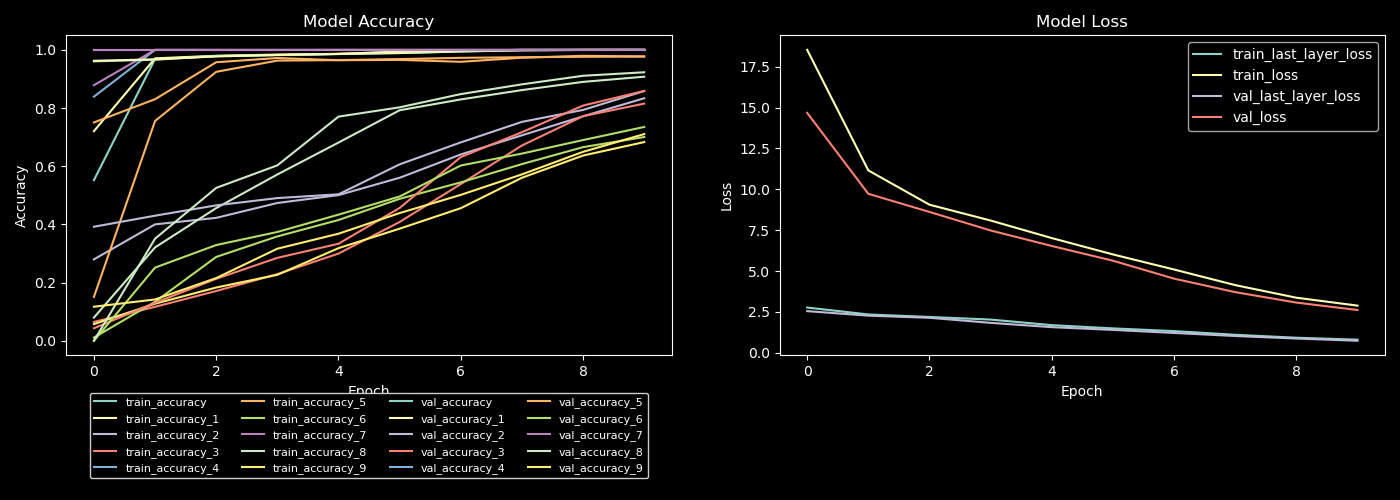 Model Accuracy
Accuracy
1.0
0.8
0.6
0.4
0.2
0.0
0 2 4 6 8
Epoch
train_accuracy train_accuracy_5 val_accuracy val_accuracy_5
train_accuracy_1 train_accuracy_6 val_accuracy_1 val_accuracy_6
train_accuracy_2 train_accuracy_7 val_accuracy_2 val_accuracy_7
train_accuracy_3 train_accuracy_8 val_accuracy_3 val_accuracy_8
train_accuracy_4 train_accuracy_9 val_accuracy_4 val_accuracy_9
Model Loss
Loss
17.5
15.0
12.5
10.0
7.5
5.0
2.5
0.0
train_last_layer_loss
train_loss
val_last_layer_loss
val_loss
0 2 4 6 8
Epoch